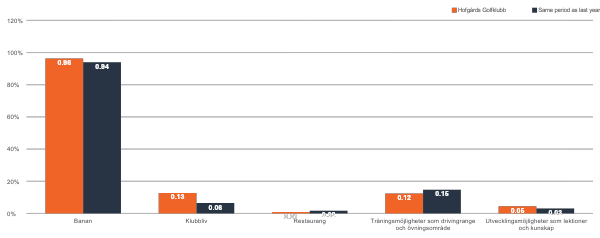 Hofgårds Golfklubb
Same period as last year
120%
100%
80%
60%
40%
20%
0%
0.96
0.94
0.13
0.06
0.12
0.15
0.05
Banan
Klubbliv
Restaurang
Träningsmöjligheter som drivingrange
och övningsområde
Utvecklingsmöjligheter som lektioner
och kunskap